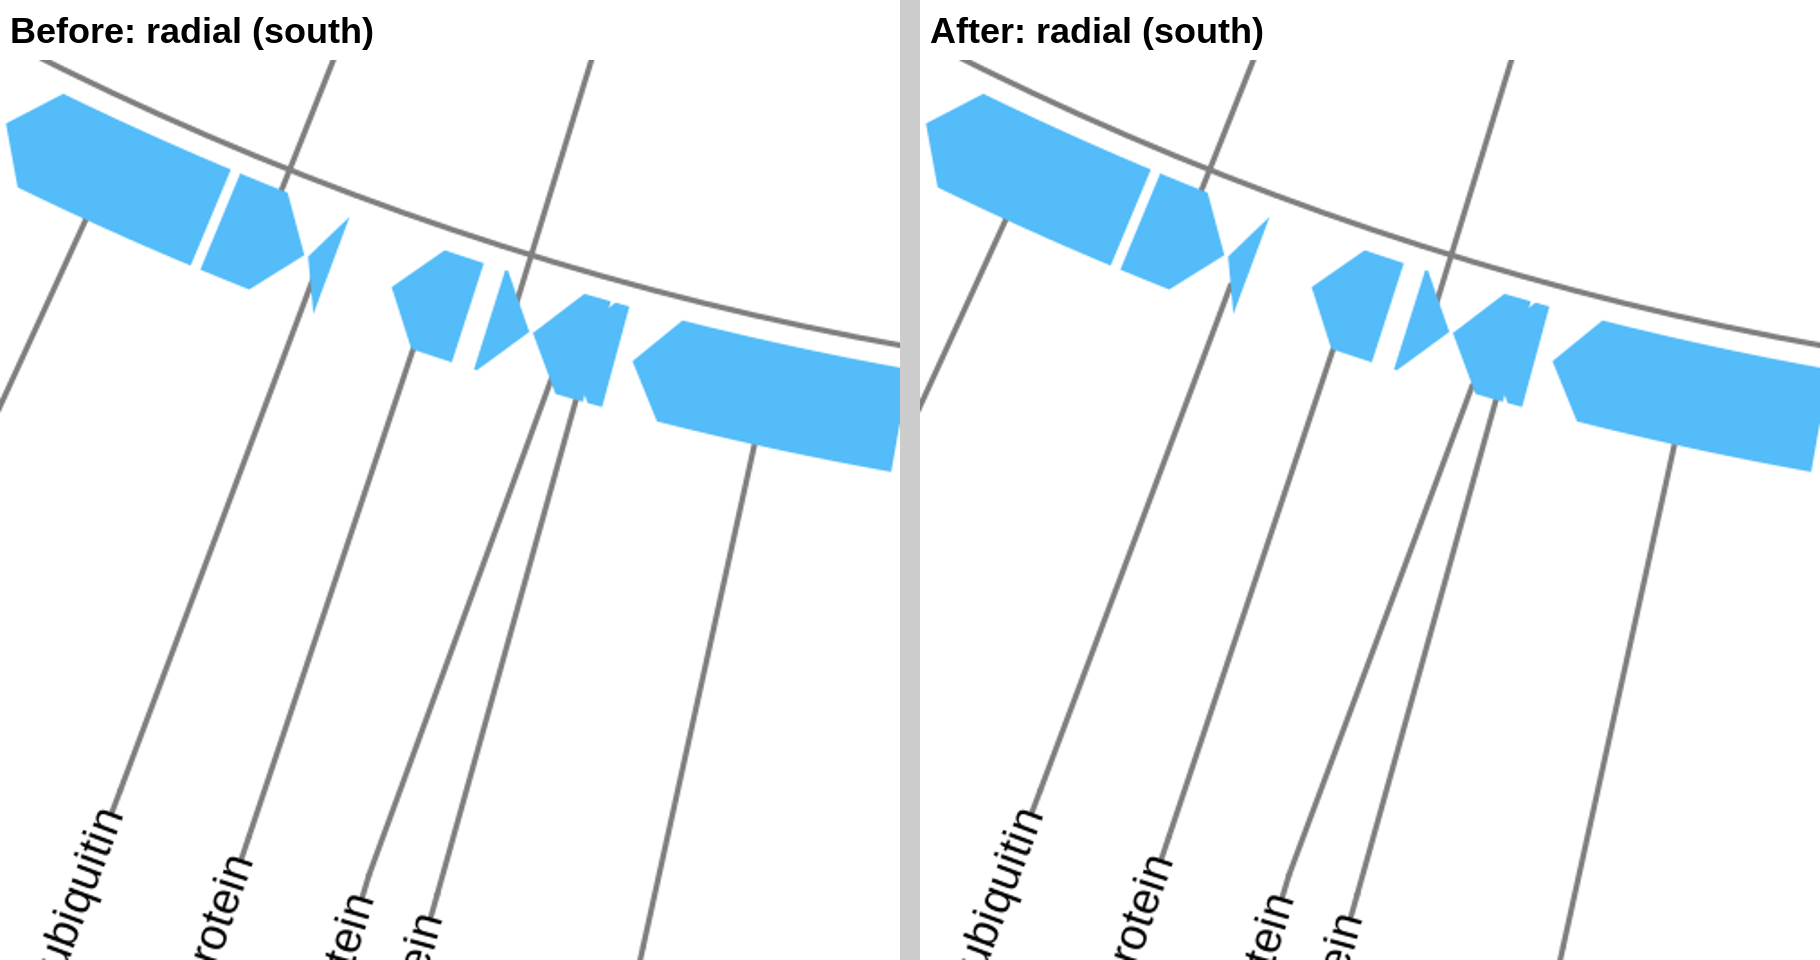 Before: radial (south)
After: radial (south)
ubiquitin
rotein
tein
ein
ubiquitin
rotein
tein
ein